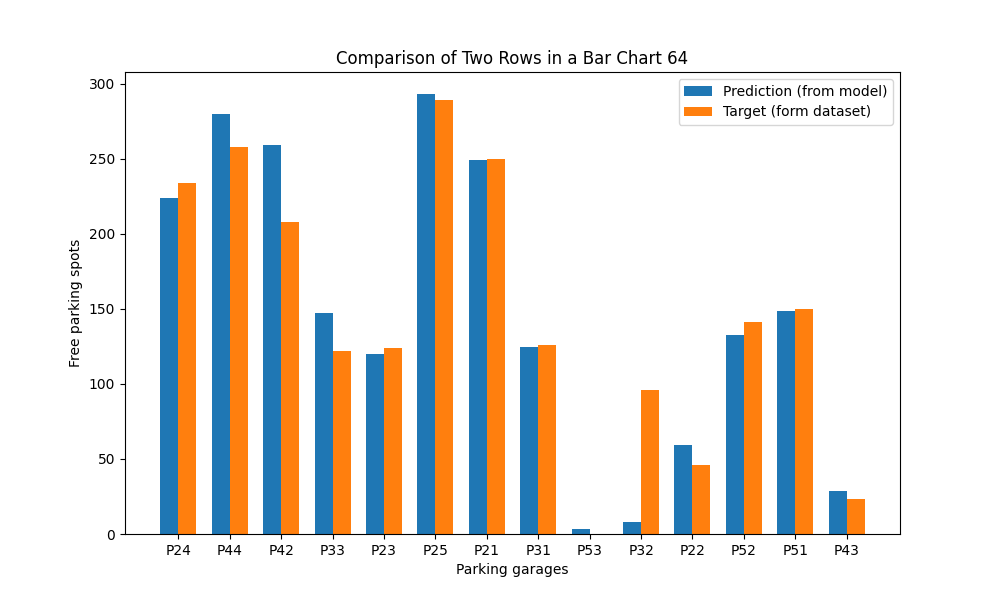 Comparison of Two Rows in a Bar Chart 64
Prediction (from model)
Target (form dataset)
Free parking spots
300
250
200
150
100
50
0
P24 P44 P42 P33 P23 P25 P21 P31 P53 P32 P22 P52 P51 P43
Parking garages